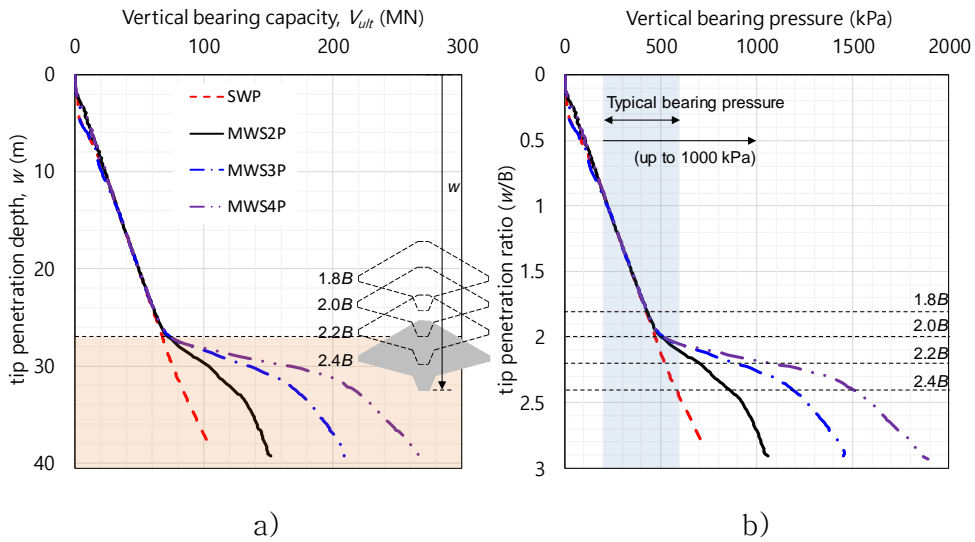 Vertical bearing capacity, Vult (MN)
0 100 200 300
0
10
20
30
40
tip penetration depth, w (m)
SWP
MWS2P
MWS3P
MWS4P
w
1.8B
2.0B
2.2B
2.4B
a)
Vertical bearing pressure (kPa)
0 500 1000 1500 2000
0
0.5
1
1.5
2
2.5
3
tip penetration ratio (w/B)
Typical bearing pressure
(up to 1000 kPa)
1.8B
2.0B
2.2B
2.4B
b)